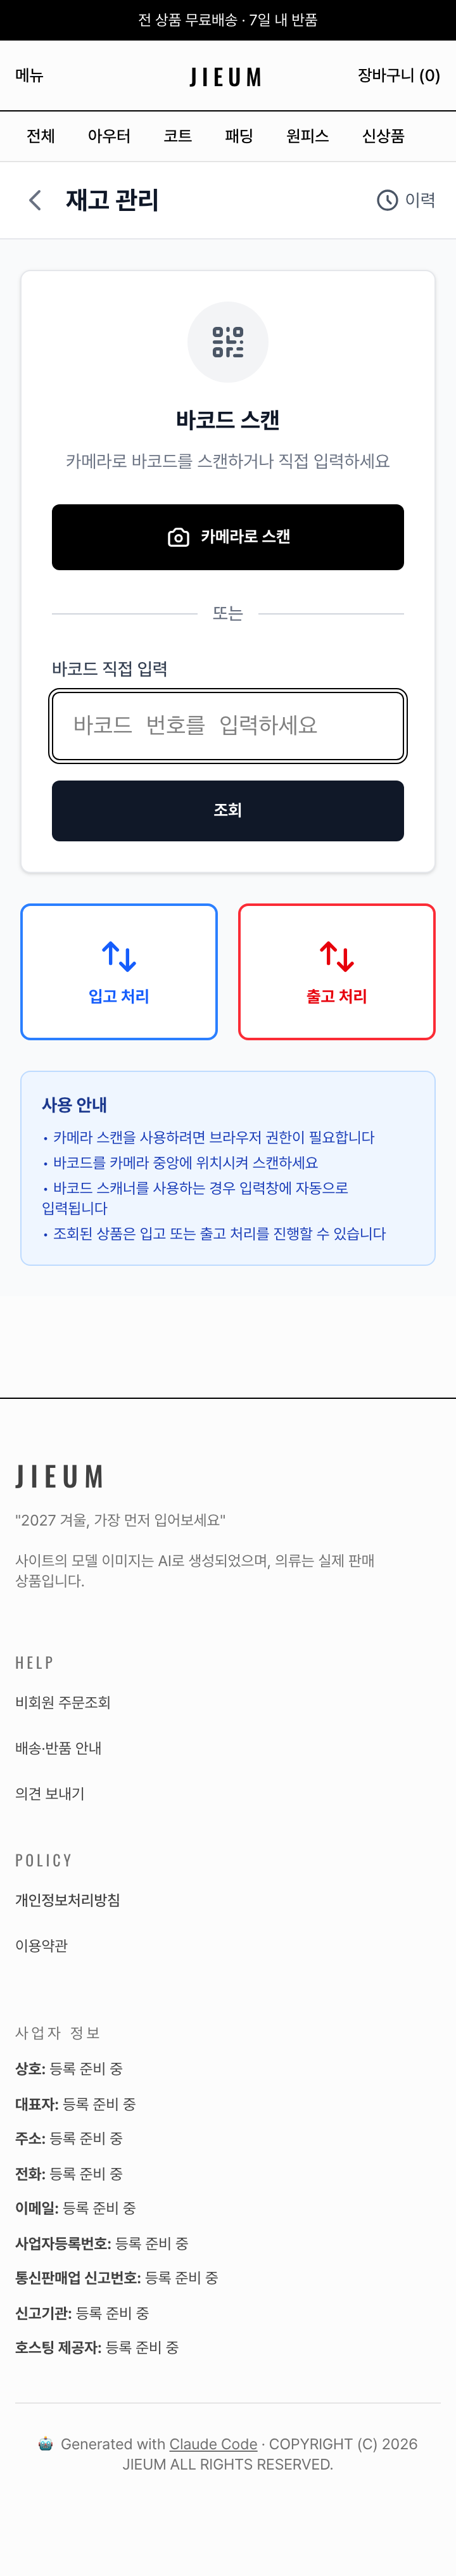 전 상품 무료배송 · 7일 내 반품
메뉴
JIEUM
장바구니 (0)
전체 아우터 코트 패딩 원피스 신상품
재고 관리
이력
바코드 스캔
카메라로 바코드를 스캔하거나 직접 입력하세요
카메라로 스캔
또는
바코드 직접 입력
바코드 번호를 입력하세요
조회
입고 처리
출고 처리
사용 안내
• 카메라 스캔을 사용하려면 브라우저 권한이 필요합니다
• 바코드를 카메라 중앙에 위치시켜 스캔하세요
• 바코드 스캐너를 사용하는 경우 입력창에 자동으로
입력됩니다
• 조회된 상품은 입고 또는 출고 처리를 진행할 수 있습니다
JIEUM
"2027 겨울, 가장 먼저 입어보세요"
사이트의 모델 이미지는 AI로 생성되었으며, 의류는 실제 판매
상품입니다.
HELP
비회원 주문조회
배송·반품 안내
의견 보내기
POLICY
개인정보처리방침
이용약관
사업자 정보
상호: 등록 준비 중
대표자: 등록 준비 중
주소: 등록 준비 중
전화: 등록 준비 중
이메일: 등록 준비 중
사업자등록번호: 등록 준비 중
통신판매업 신고번호: 등록 준비 중
신고기관: 등록 준비 중
호스팅 제공자: 등록 준비 중
🤖 Generated with Claude Code · COPYRIGHT (C) 2026
JIEUM ALL RIGHTS RESERVED.